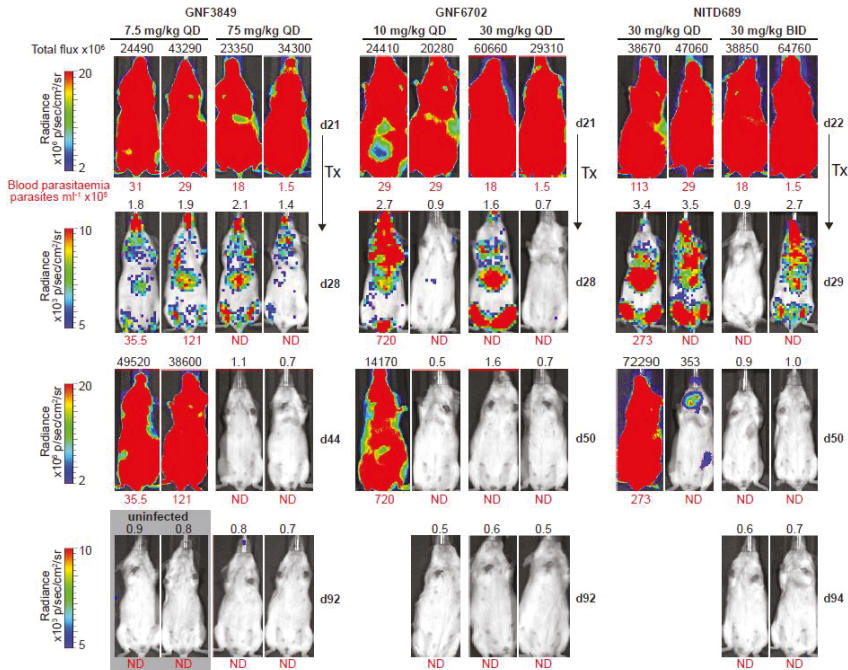 GNF3849 GNF6702 NITD689
7.5 mg/kg QD 75 mg/kg QD 10 mg/kg QD 30 mg/kg QD 30 mg/kg QD 30 mg/kg BID
Total flux x10⁶ 24490 43290 23350 34300 24410 20280 60660 29310 38670 47060 38850 64760
20
Radiance
x10⁶ p/sec/cm²/sr
2
d21 d21 d22
Tx Tx Tx
Blood parasitaemia
parasites ml⁻¹ x10⁵
31 29 18 1.5 29 29 18 1.5 113 29 18 1.5
1.8 1.9 2.1 1.4 2.7 0.9 1.6 0.7 3.4 3.5 0.9 2.7
10
Radiance
x10³ p/sec/cm²/sr
5
d28 d28 d29
35.5 121 ND ND 720 ND ND ND 273 ND ND ND
49520 38600 1.1 0.7 14170 0.5 1.6 0.7 72290 353 0.9 1.0
20
Radiance
x10⁶ p/sec/cm²/sr
2
d44 d50 d50
35.5 121 ND ND 720 ND ND ND 273 ND ND ND
uninfected
0.9 0.8 0.8 0.7 0.5 0.6 0.5 0.6 0.7
10
Radiance
x10³ p/sec/cm²/sr
5
d92 d92 d94
ND ND ND ND ND ND ND ND ND